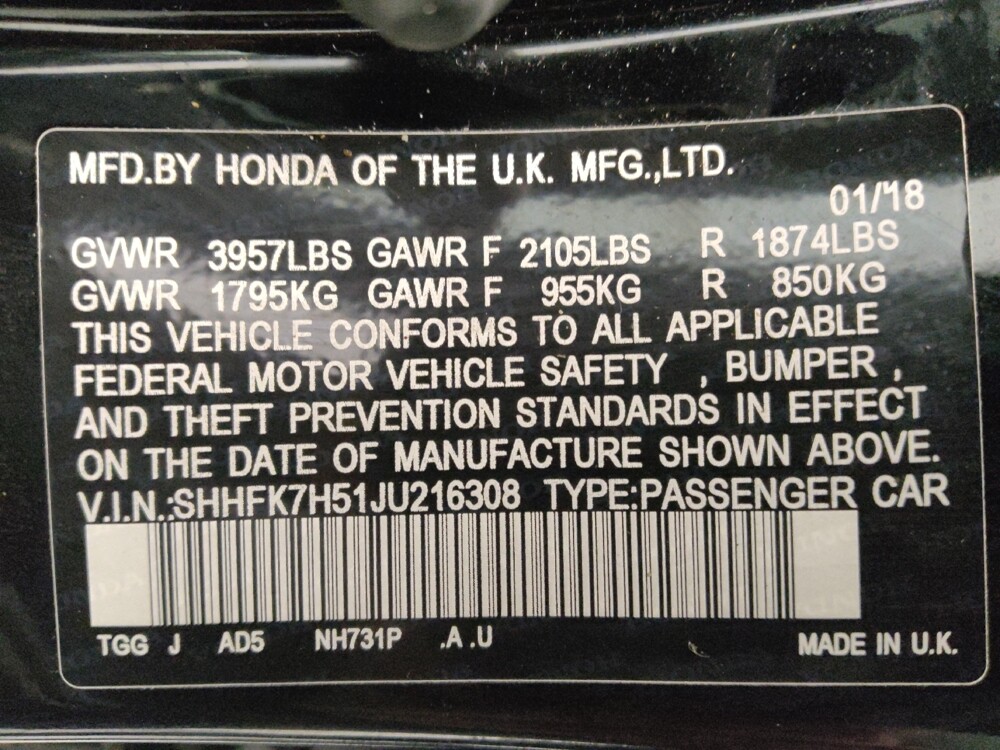 MFD.BY HONDA OF THE U.K. MFG.,LTD.
01/18
GVWR 3957LBS GAWR F 2105LBS R 1874LBS
GVWR 1795KG GAWR F 955KG R 850KG
THIS VEHICLE CONFORMS TO ALL APPLICABLE
FEDERAL MOTOR VEHICLE SAFETY , BUMPER ,
AND THEFT PREVENTION STANDARDS IN EFFECT
ON THE DATE OF MANUFACTURE SHOWN ABOVE.
V.I.N.:SHHFK7H51JU216308 TYPE:PASSENGER CAR
TGG J AD5 NH731P .A .U MADE IN U.K.